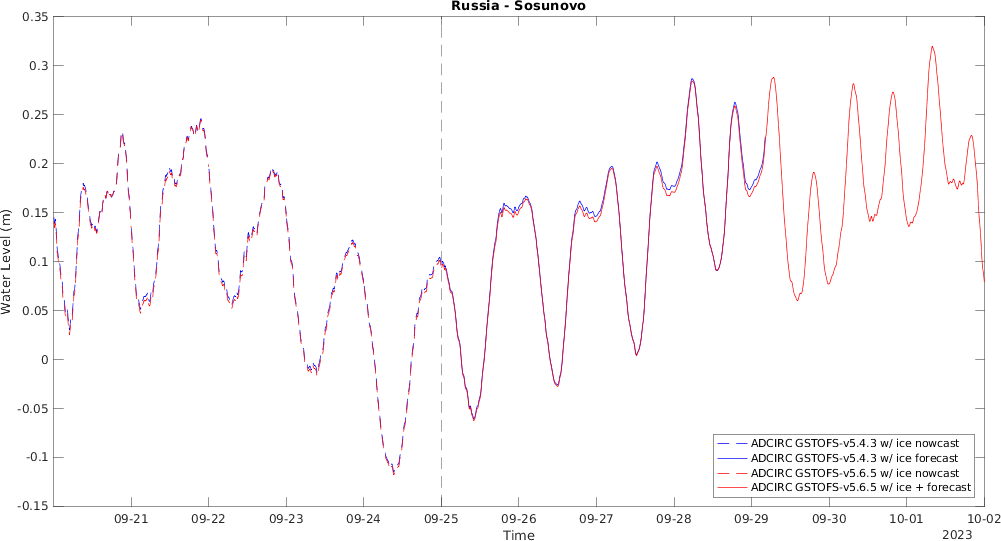 Russia - Sosunovo
0.35
0.3
0.25
0.2
0.15
0.1
0.05
0
-0.05
-0.1
-0.15
Water Level (m)
ADCIRC GSTOFS-v5.4.3 w/ ice nowcast
ADCIRC GSTOFS-v5.4.3 w/ ice forecast
ADCIRC GSTOFS-v5.6.5 w/ ice nowcast
ADCIRC GSTOFS-v5.6.5 w/ ice + forecast
09-21 09-22 09-23 09-24 09-25 09-26 09-27 09-28 09-29 09-30 10-01 10-02
Time
2023